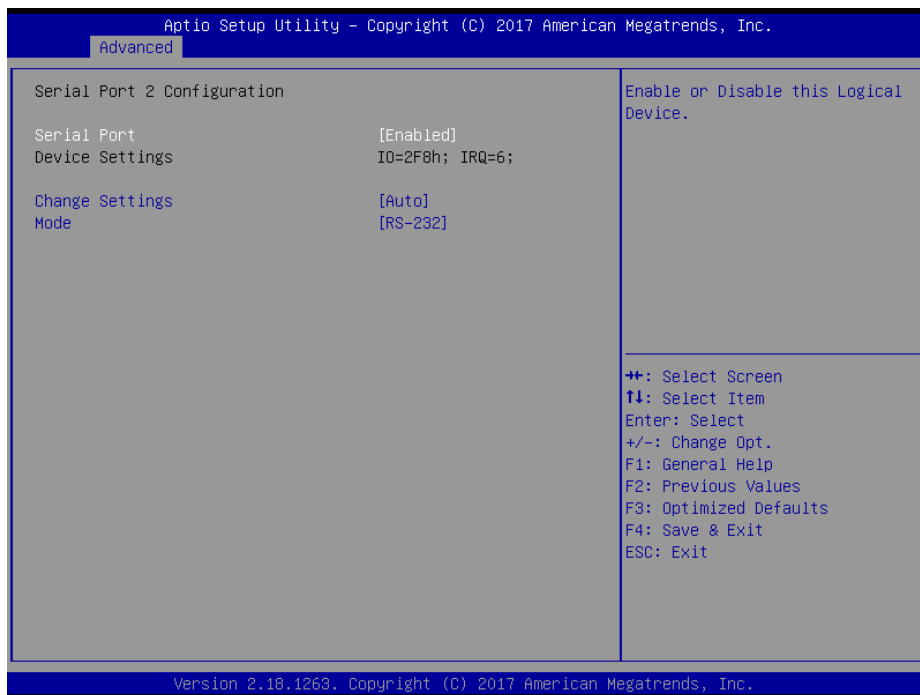 Aptio Setup Utility – Copyright (C) 2017 American Megatrends, Inc.
Advanced
Serial Port 2 Configuration
Serial Port [Enabled]
Device Settings IO=2F8h; IRQ=6;
Change Settings [Auto]
Mode [RS-232]
Enable or Disable this Logical
Device.
→←: Select Screen
↑↓: Select Item
Enter: Select
+/-: Change Opt.
F1: General Help
F2: Previous Values
F3: Optimized Defaults
F4: Save & Exit
ESC: Exit
Version 2.18.1263. Copyright (C) 2017 American Megatrends, Inc.